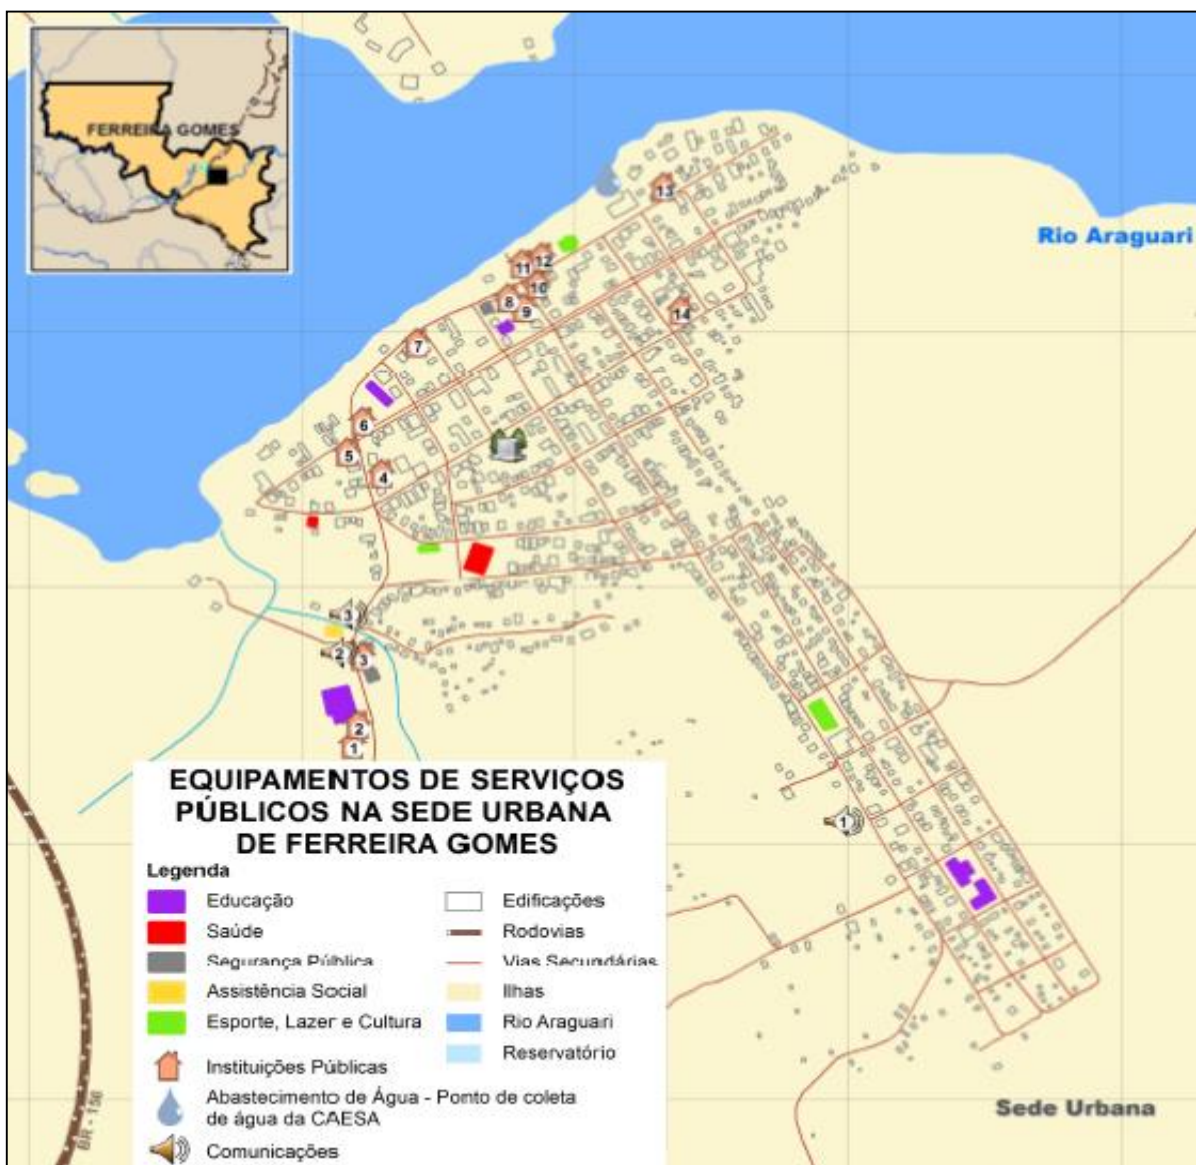 FERREIRA GOMES
Rio Araguari
13
12
11
10
8
9
14
7
6
5
4
3
2
3
2
1
1
EQUIPAMENTOS DE SERVIÇOS
PÚBLICOS NA SEDE URBANA
DE FERREIRA GOMES
Legenda
Educação
Saúde
Segurança Pública
Assistência Social
Esporte, Lazer e Cultura
Instituições Públicas
Abastecimento de Água - Ponto de coleta
de água da CAESA
Comunicações
Edificações
Rodovias
Vias Secundárias
Ilhas
Rio Araguari
Reservatório
BR - 156
Sede Urbana